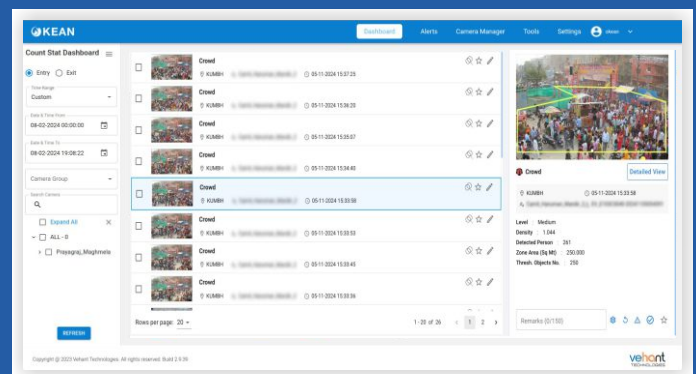 KEAN
Dashboard
Alerts
Camera Manager
Tools
Settings
Count Stat Dashboard
Entry
Exit
Time Range
Custom
Date & Time From
08-02-2024 00:00:00
Date & Time To
08-02-2024 19:08:22
Camera Group
Search Camera
Expand All
ALL - 0
Prayagraj_Maghmela
REFRESH
Crowd
KUMBH 05-11-2024 15:37:25
Crowd
KUMBH 05-11-2024 15:36:20
Crowd
KUMBH 05-11-2024 15:35:07
Crowd
KUMBH 05-11-2024 15:34:40
Crowd
KUMBH 05-11-2024 15:33:58
Crowd
KUMBH 05-11-2024 15:33:53
Crowd
KUMBH 05-11-2024 15:33:45
Crowd
KUMBH 05-11-2024 15:33:36
Rows per page: 20
1 - 20 of 26
1 2
Crowd
Detailed View
KUMBH 05-11-2024 15:33:58
Level : Medium
Density : 1.044
Detected Person : 261
Zone Area (Sq Mt) : 250.000
Thresh. Objects No. : 250
Remarks (0/150)
Copyright @ 2023 Vehant Technologies. All rights reserved. Build 2.9.39
vehant
TECHNOLOGIES